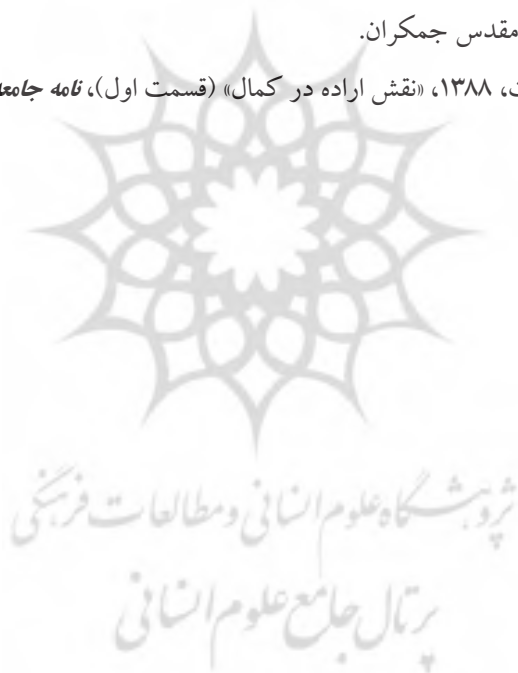 مقدس جمکران.
ت، ۱۳۸۸، «نقش اراده در کمال» (قسمت اول)، نامه جامعه
پژوهشگاه علوم انسانی و مطالعات فرهنگی
پرتال جامع علوم انسانی